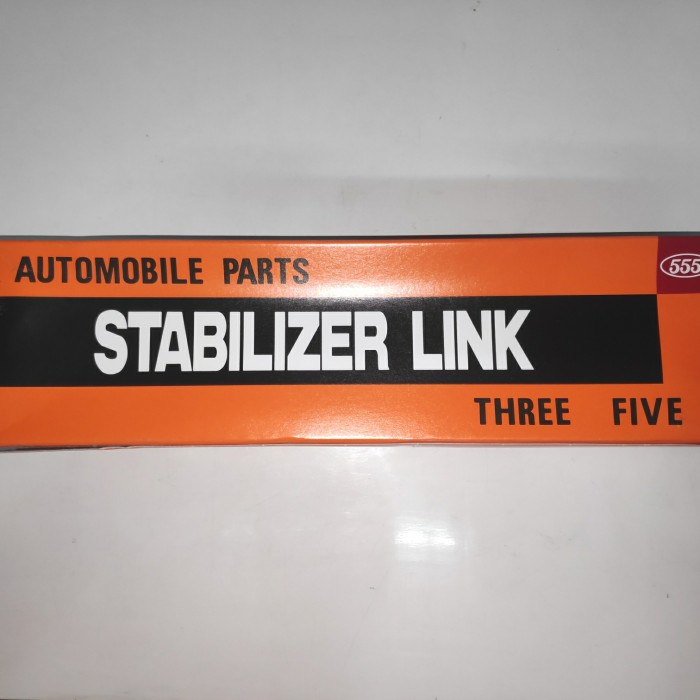 AUTOMOBILE PARTS
555
STABILIZER LINK
THREE FIVE